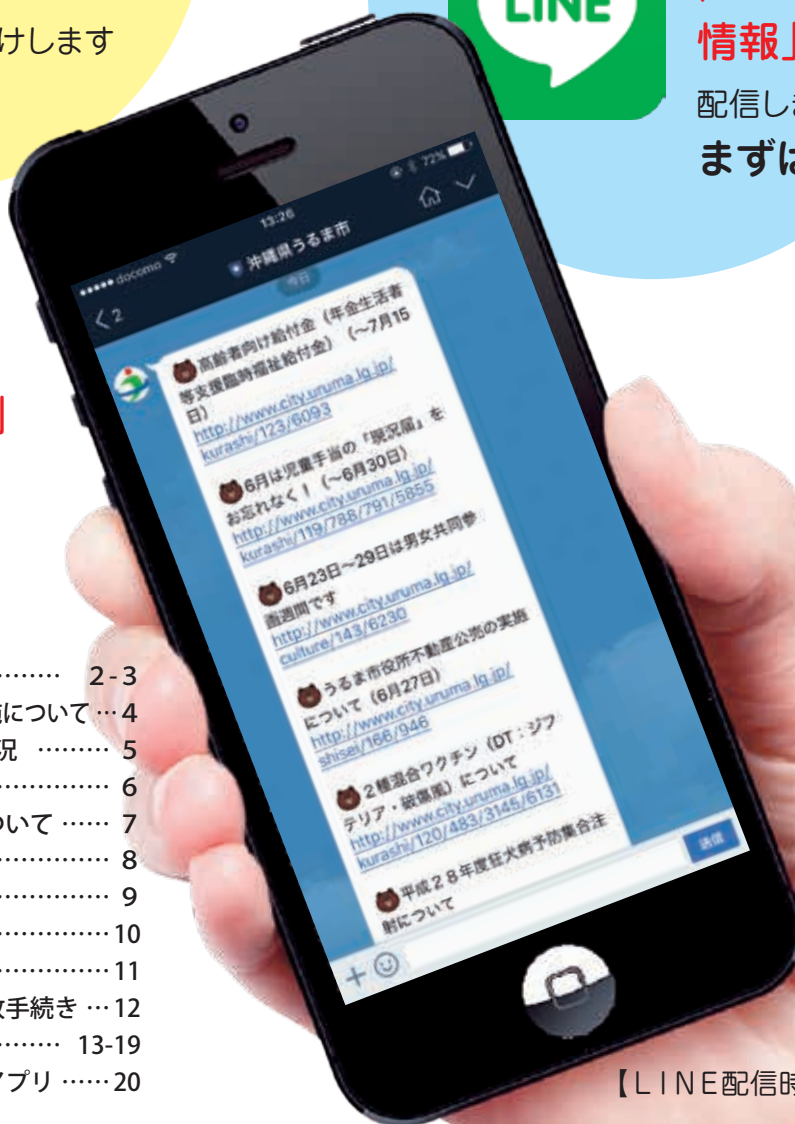 けします
LINE
情報」
配信しま
まずは
docomo
13:26
72%
2
沖縄県うるま市
今日
高齢者向け給付金（年金生活者
等支援臨時福祉給付金）（～7月15
日）
http://www.city.uruma.lg.jp/
kurashi/123/6093
6月は児童手当の「現況届」を
お忘れなく！（～6月30日）
http://www.city.uruma.lg.jp/
kurashi/119/788/791/5855
6月23日～29日は男女共同参
画週間です
http://www.city.uruma.lg.jp/
culture/143/6230
うるま市役所不動産公売の実施
について（6月27日）
http://www.city.uruma.lg.jp/
shisei/166/946
２種混合ワクチン（DT：ジフ
テリア・破傷風）について
http://www.city.uruma.lg.jp/
kurashi/120/483/3145/6131
平成２８年度狂犬病予防集合注
射について
送信
………… 2-3
について…4
況 ……… 5
…………… 6
ついて …… 7
…………… 8
…………… 9
……………10
……………11
手続き …12
……… 13-19
アプリ ……20
【ＬＩＮＥ配信時